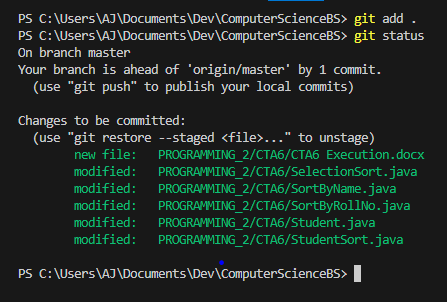 PS C:\Users\AJ\Documents\Dev\ComputerScienceBS> git add .
PS C:\Users\AJ\Documents\Dev\ComputerScienceBS> git status
On branch master
Your branch is ahead of 'origin/master' by 1 commit.
  (use "git push" to publish your local commits)

Changes to be committed:
  (use "git restore --staged <file>..." to unstage)
        new file:   PROGRAMMING_2/CTA6/CTA6 Execution.docx
        modified:   PROGRAMMING_2/CTA6/SelectionSort.java
        modified:   PROGRAMMING_2/CTA6/SortByName.java
        modified:   PROGRAMMING_2/CTA6/SortByRollNo.java
        modified:   PROGRAMMING_2/CTA6/Student.java
        modified:   PROGRAMMING_2/CTA6/StudentSort.java

PS C:\Users\AJ\Documents\Dev\ComputerScienceBS>